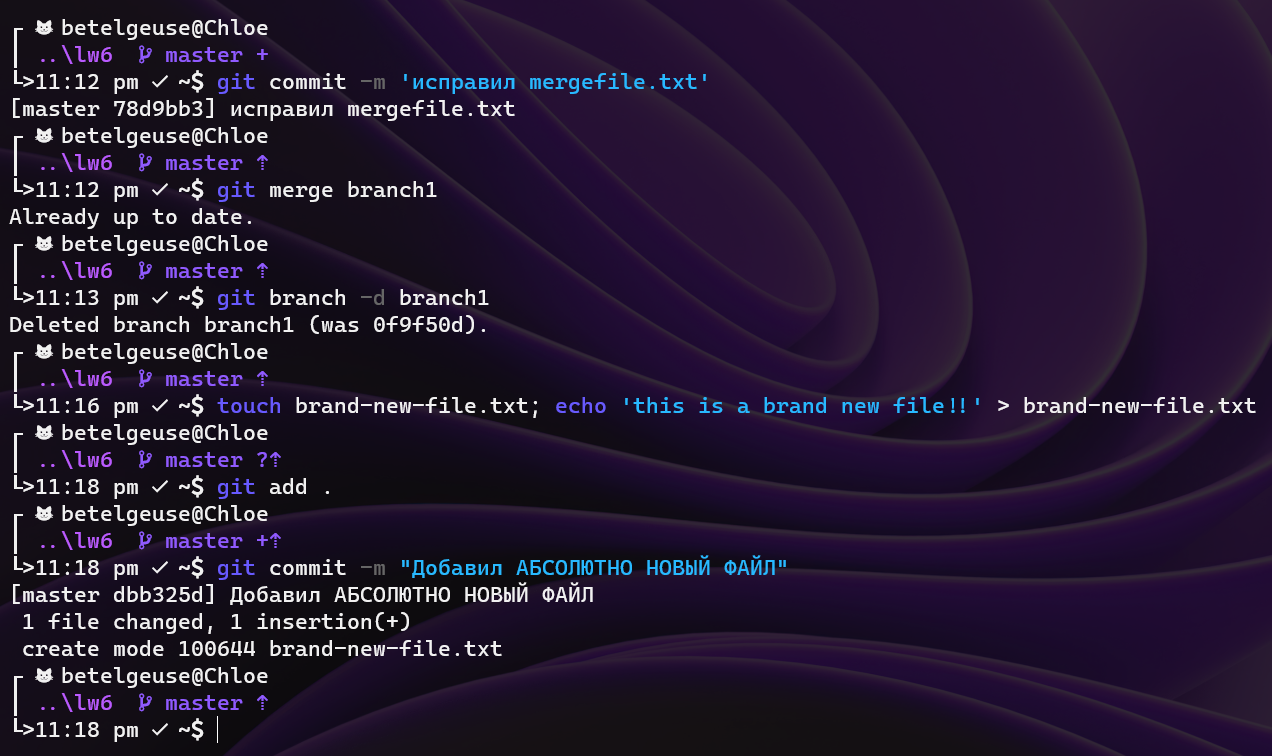 betelgeuse@Chloe
..\lw6 master +
11:12 pm ✓ ~$ git commit -m 'исправил mergefile.txt'
[master 78d9bb3] исправил mergefile.txt
betelgeuse@Chloe
..\lw6 master ⇡
11:12 pm ✓ ~$ git merge branch1
Already up to date.
betelgeuse@Chloe
..\lw6 master ⇡
11:13 pm ✓ ~$ git branch -d branch1
Deleted branch branch1 (was 0f9f50d).
betelgeuse@Chloe
..\lw6 master ⇡
11:16 pm ✓ ~$ touch brand-new-file.txt; echo 'this is a brand new file!!' > brand-new-file.txt
betelgeuse@Chloe
..\lw6 master ?⇡
11:18 pm ✓ ~$ git add .
betelgeuse@Chloe
..\lw6 master +⇡
11:18 pm ✓ ~$ git commit -m "Добавил АБСОЛЮТНО НОВЫЙ ФАЙЛ"
[master dbb325d] Добавил АБСОЛЮТНО НОВЫЙ ФАЙЛ
1 file changed, 1 insertion(+)
create mode 100644 brand-new-file.txt
betelgeuse@Chloe
..\lw6 master ⇡
11:18 pm ✓ ~$